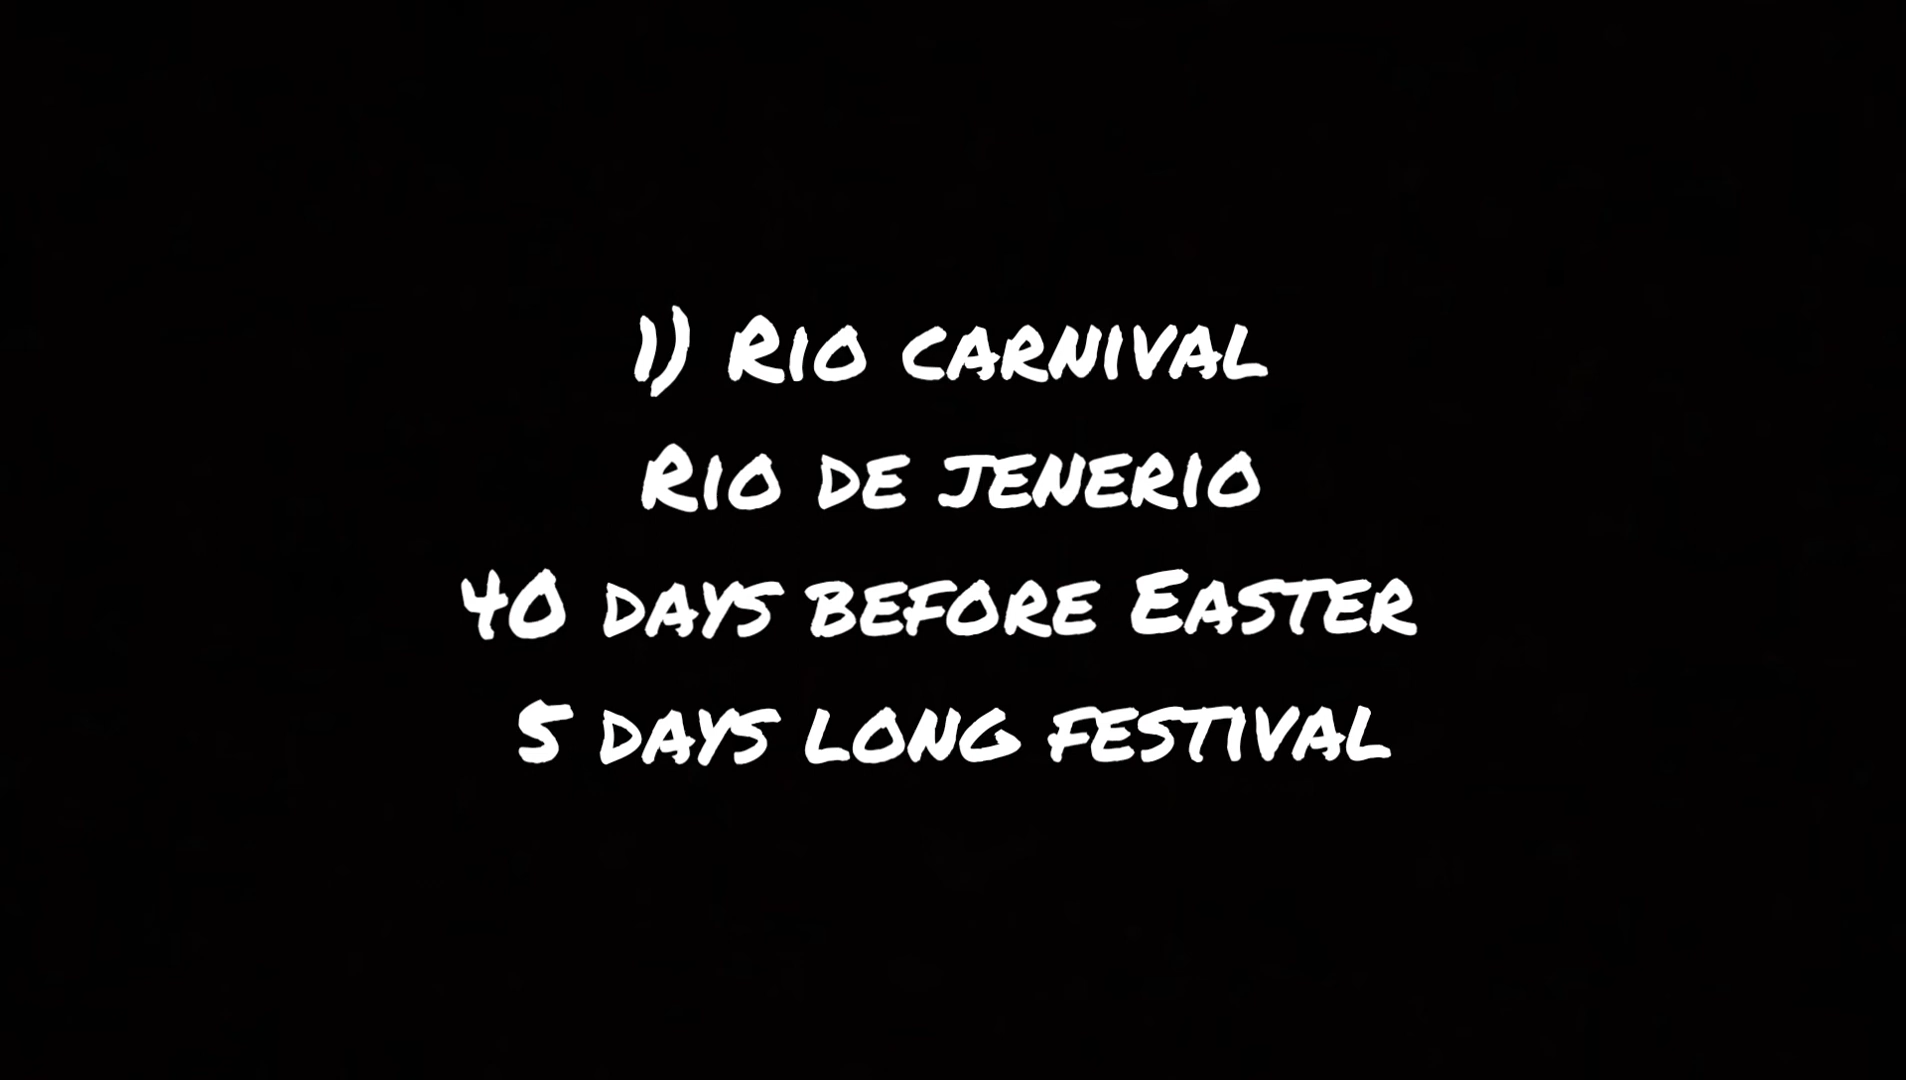 1) Rio carnival
Rio de jenerio
40 days before Easter
5 days long festival